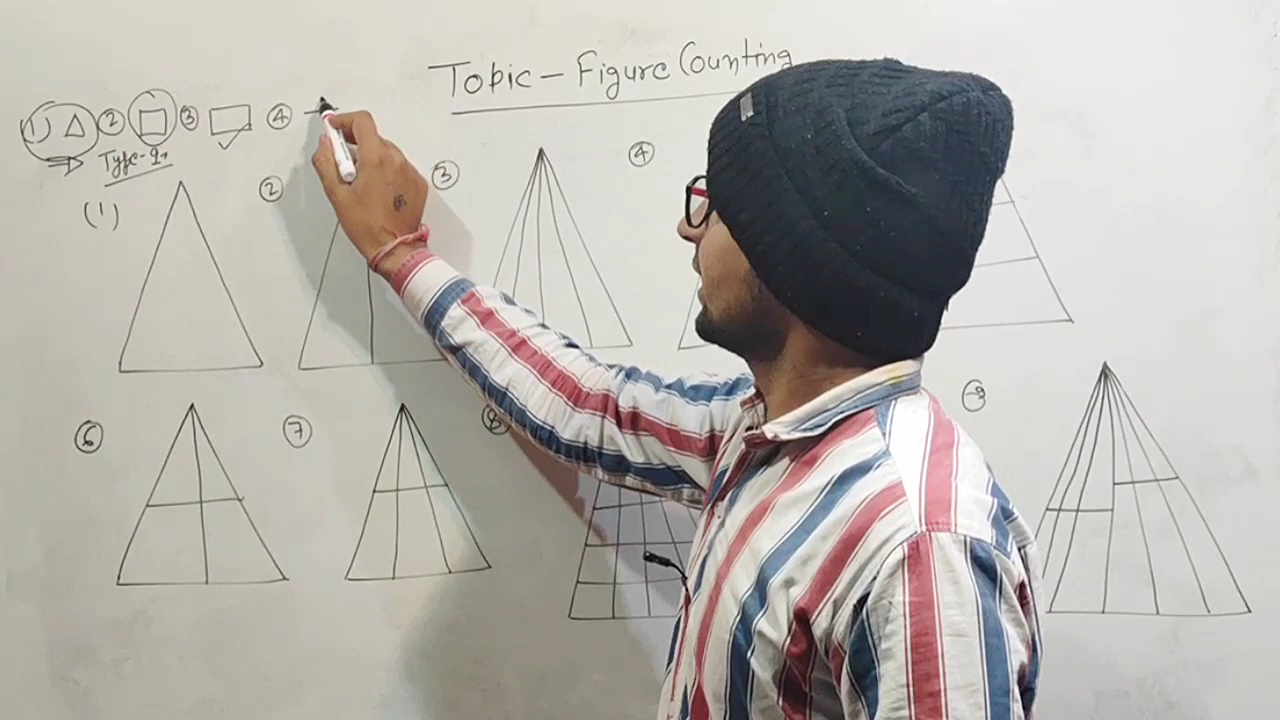 Topic - Figure Counting
(1) ② ③ ④
Type-1
(1) ② ③ ④
⑥ ⑦ ⑧ ⑨